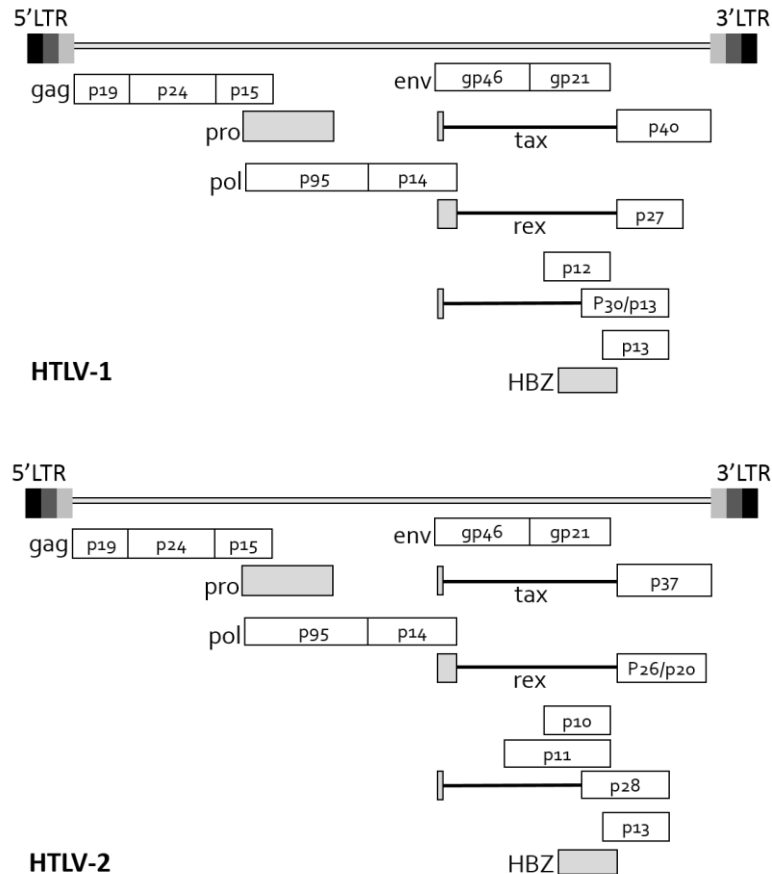 5'LTR 3'LTR
gag p19 p24 p15 env gp46 gp21
pro tax p40
pol p95 p14
rex p27
p12
P30/p13
p13
HTLV-1 HBZ
5'LTR 3'LTR
gag p19 p24 p15 env gp46 gp21
pro tax p37
pol p95 p14
rex P26/p20
p10
p11
p28
p13
HTLV-2 HBZ